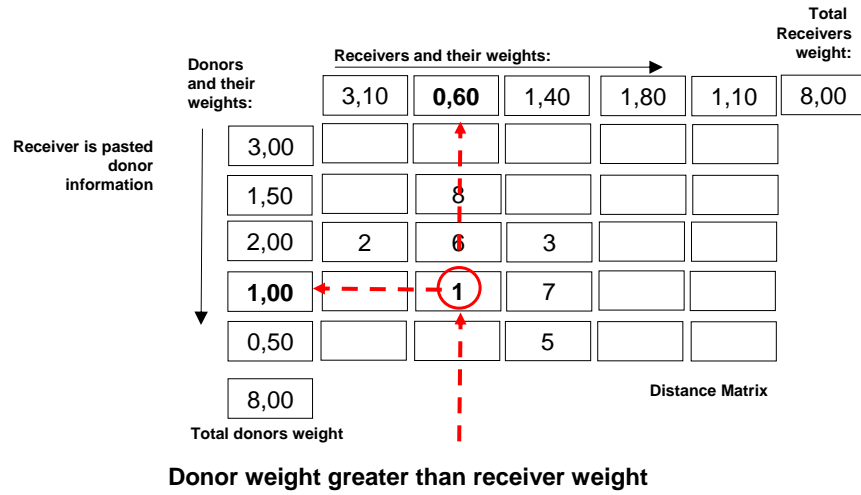 Total
Receivers
weight:
Receivers and their weights:
Donors
and their
weights:
3,10 0,60 1,40 1,80 1,10 8,00
Receiver is pasted
donor
information
3,00
1,50 8
2,00 2 6 3
1,00 1 7
0,50 5
8,00
Distance Matrix
Total donors weight
Donor weight greater than receiver weight